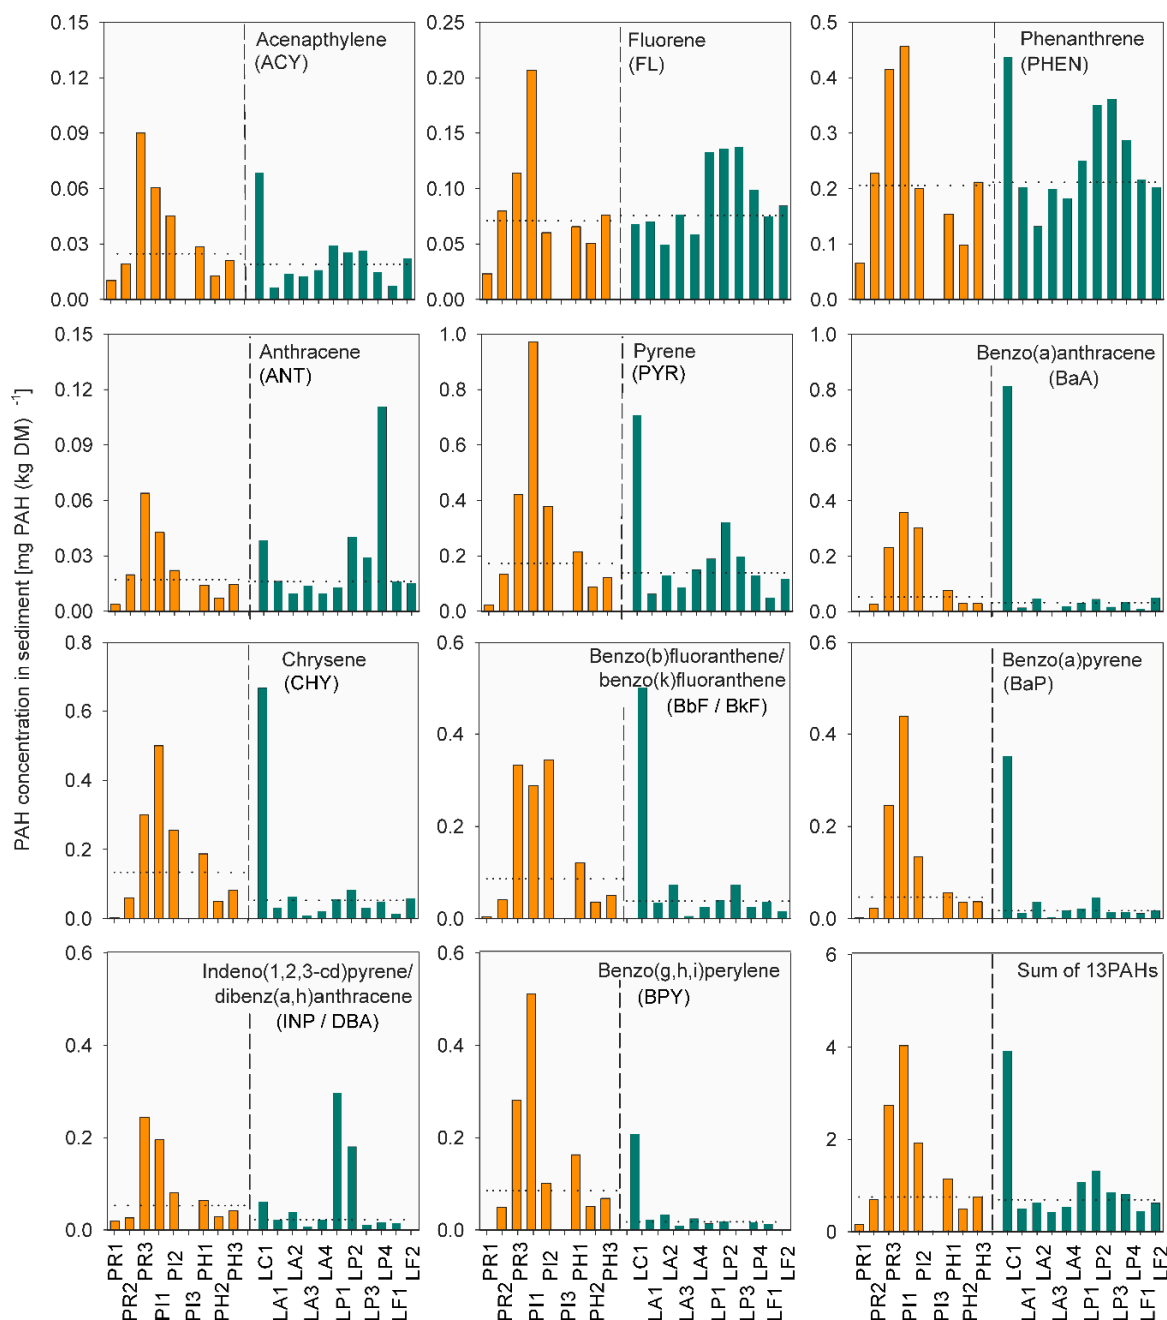 PAH concentration in sediment [mg PAH (kg DM) -1]
0.15
0.12
0.09
0.06
0.03
0.00
Acenapthylene
(ACY)
0.25
0.20
0.15
0.10
0.05
0.00
Fluorene
(FL)
0.5
0.4
0.3
0.2
0.1
0.0
Phenanthrene
(PHEN)
0.15
0.12
0.09
0.06
0.03
0.00
Anthracene
(ANT)
1.0
0.8
0.6
0.4
0.2
0.0
Pyrene
(PYR)
1.0
0.8
0.6
0.4
0.2
0.0
Benzo(a)anthracene
(BaA)
0.8
0.6
0.4
0.2
0.0
Chrysene
(CHY)
0.6
0.4
0.2
0.0
Benzo(b)fluoranthene/
benzo(k)fluoranthene
(BbF / BkF)
0.6
0.4
0.2
0.0
Benzo(a)pyrene
(BaP)
0.6
0.4
0.2
0.0
Indeno(1,2,3-cd)pyrene/
dibenz(a,h)anthracene
(INP / DBA)
0.6
0.4
0.2
0.0
Benzo(g,h,i)perylene
(BPY)
6
4
2
0
Sum of 13PAHs
PR1
PR2
PR3
PI1
PI2
PI3
PH1
PH2
PH3
LC1
LA1
LA2
LA3
LA4
LP1
LP2
LP3
LP4
LF1
LF2
PR1
PR2
PR3
PI1
PI2
PI3
PH1
PH2
PH3
LC1
LA1
LA2
LA3
LA4
LP1
LP2
LP3
LP4
LF1
LF2
PR1
PR2
PR3
PI1
PI2
PI3
PH1
PH2
PH3
LC1
LA1
LA2
LA3
LA4
LP1
LP2
LP3
LP4
LF1
LF2